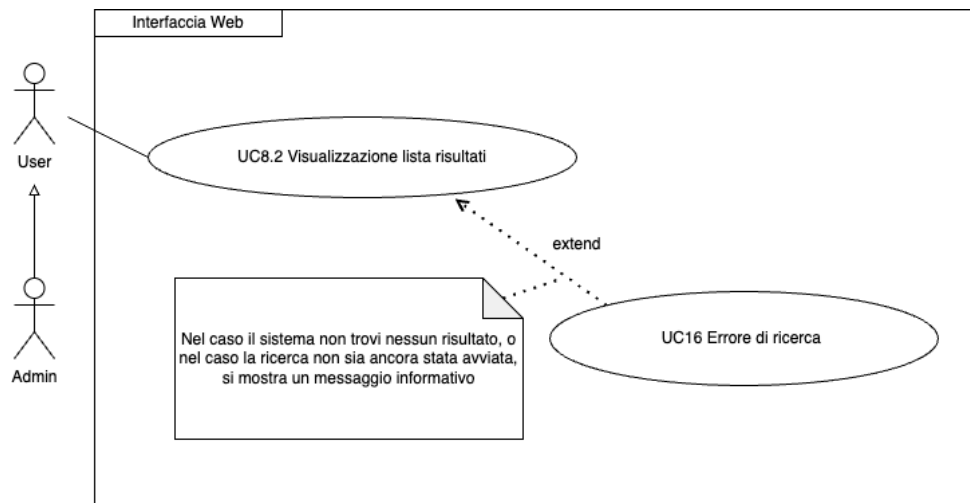 Interfaccia Web
User
UC8.2 Visualizzazione lista risultati
extend
Nel caso il sistema non trovi nessun risultato, o
nel caso la ricerca non sia ancora stata avviata,
si mostra un messaggio informativo
UC16 Errore di ricerca
Admin